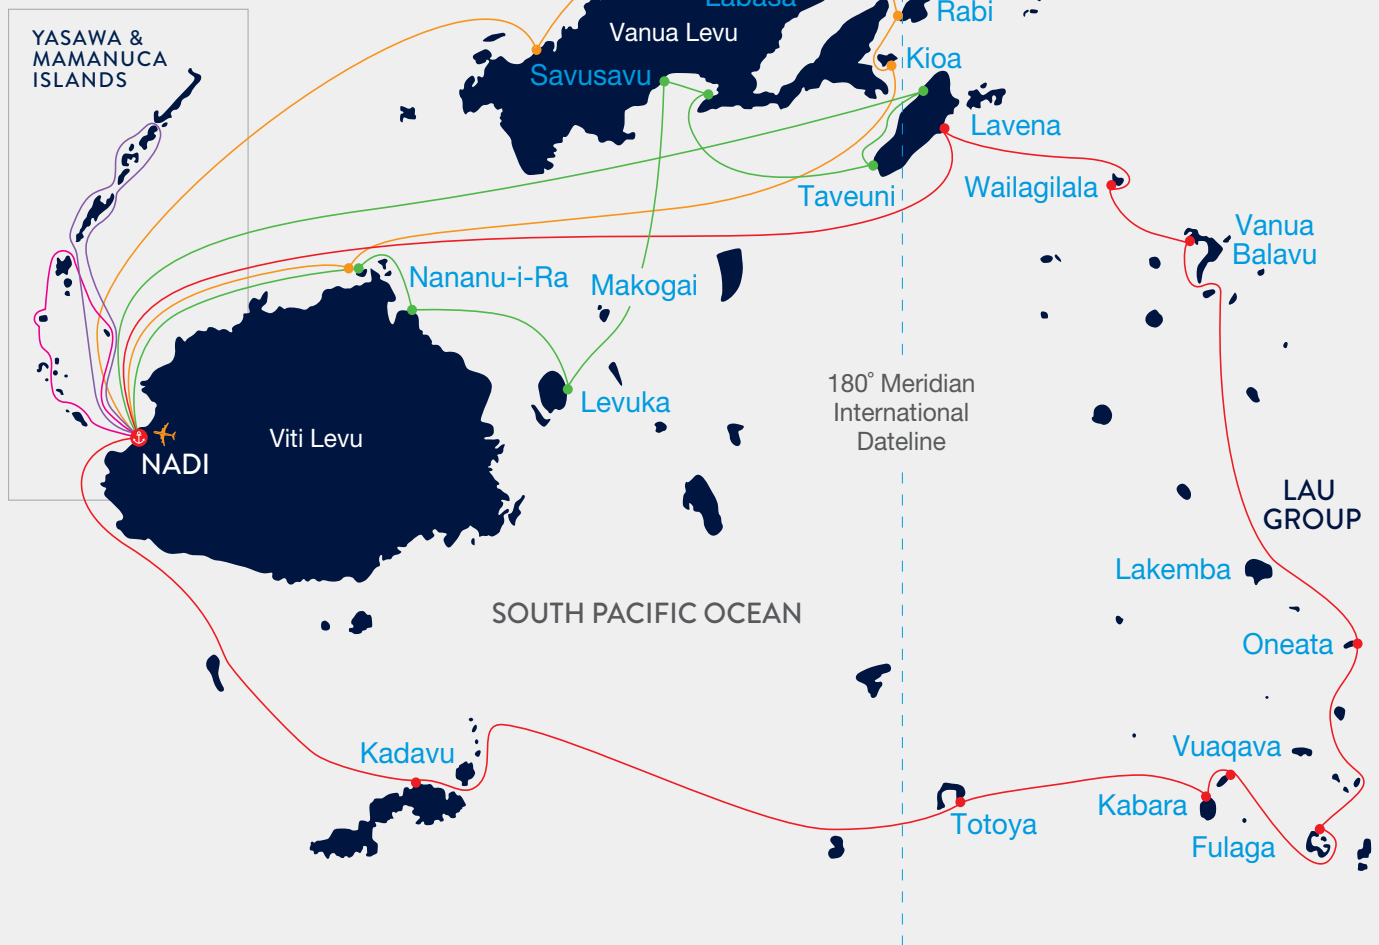 Labasa
Rabi
Vanua Levu
YASAWA &
MAMANUCA
ISLANDS
Kioa
Savusavu
Lavena
Wailagilala
Taveuni
Vanua
Balavu
Nananu-i-Ra
Makogai
180° Meridian
International
Dateline
Levuka
Viti Levu
NADI
LAU
GROUP
Lakemba
SOUTH PACIFIC OCEAN
Oneata
Vuaqava
Kadavu
Kabara
Totoya
Fulaga